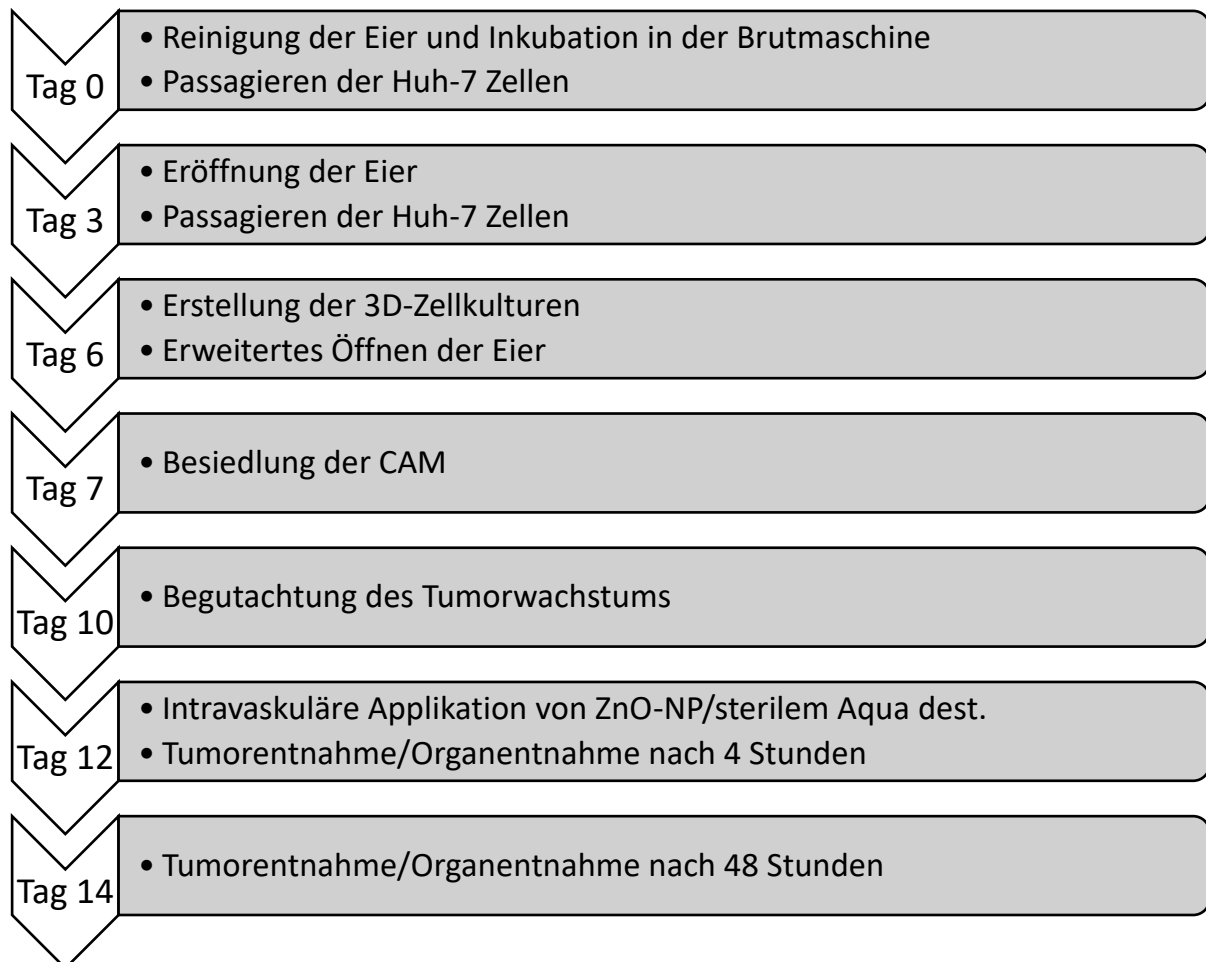 Tag 0
• Reinigung der Eier und Inkubation in der Brutmaschine
• Passagieren der Huh-7 Zellen
Tag 3
• Eröffnung der Eier
• Passagieren der Huh-7 Zellen
Tag 6
• Erstellung der 3D-Zellkulturen
• Erweitertes Öffnen der Eier
Tag 7
• Besiedlung der CAM
Tag 10
• Begutachtung des Tumorwachstums
Tag 12
• Intravaskuläre Applikation von ZnO-NP/sterilem Aqua dest.
• Tumorentnahme/Organentnahme nach 4 Stunden
Tag 14
• Tumorentnahme/Organentnahme nach 48 Stunden